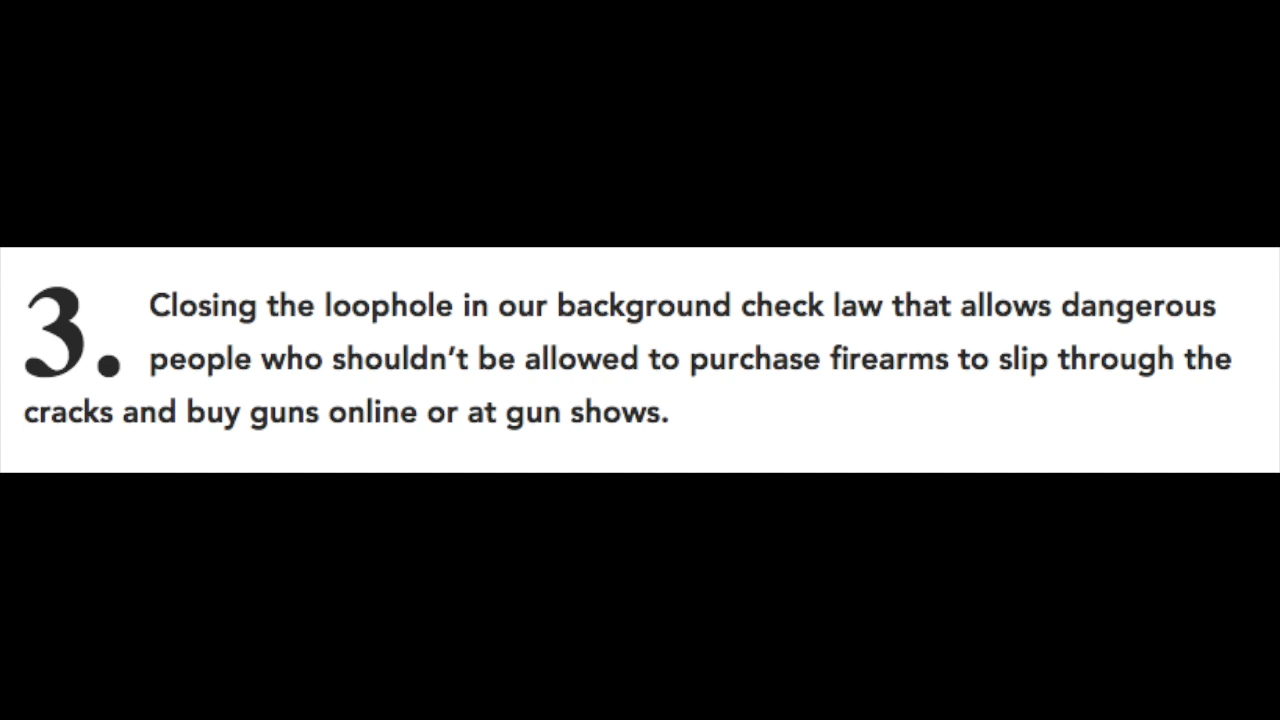 3. Closing the loophole in our background check law that allows dangerous
people who shouldn’t be allowed to purchase firearms to slip through the
cracks and buy guns online or at gun shows.